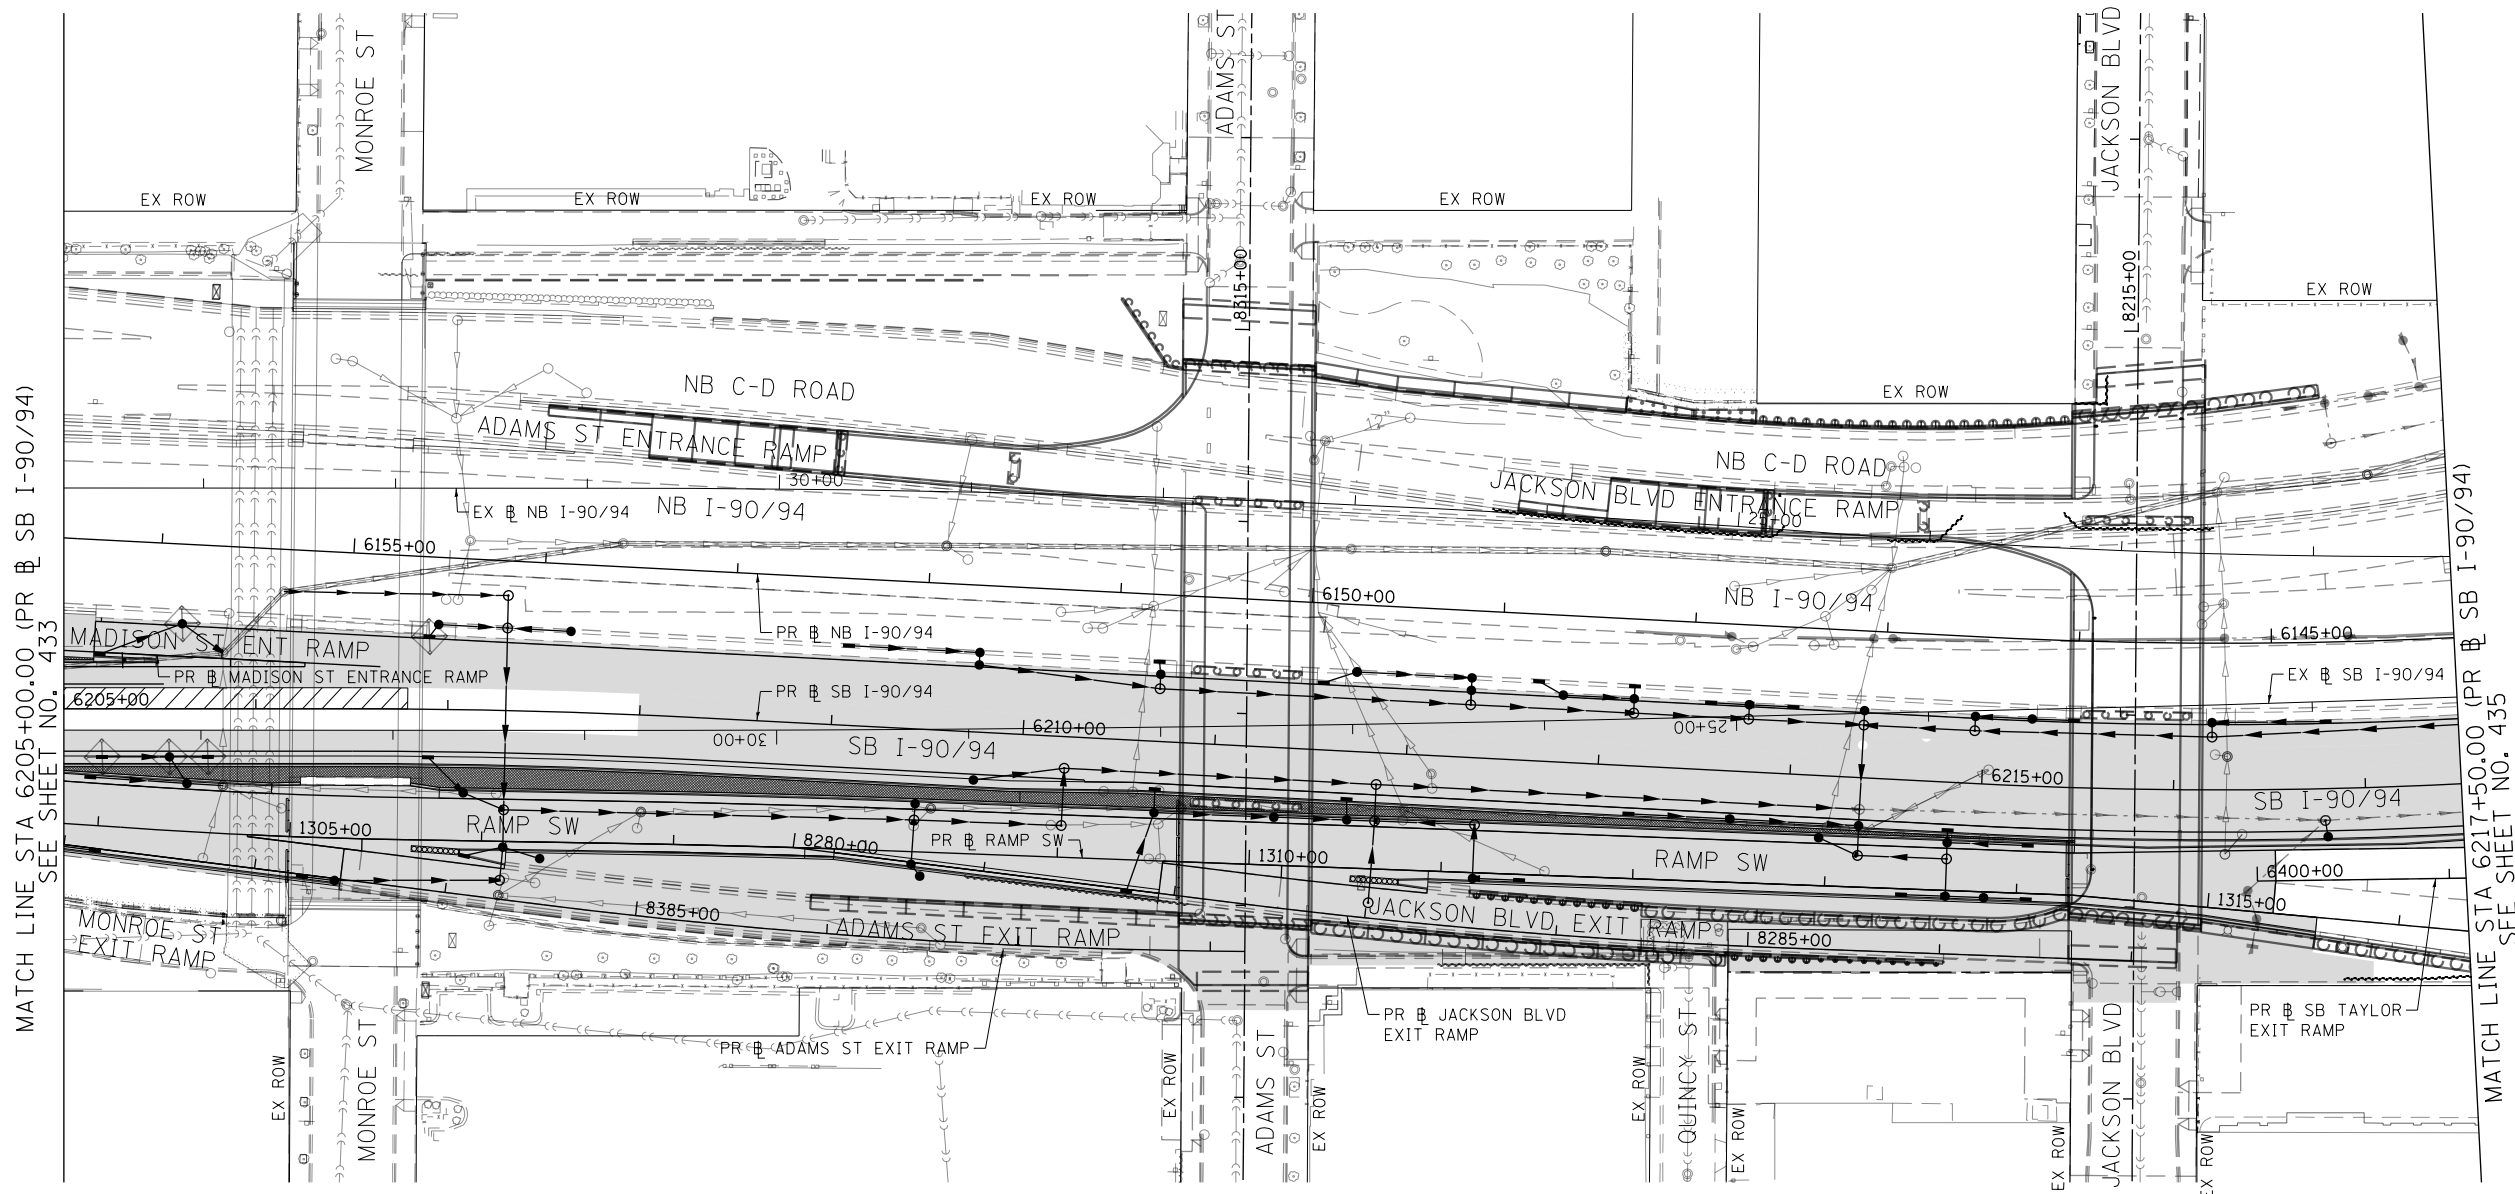 MONROE ST
ADAMS ST
JACKSON BLVD
EX ROW
EX ROW
EX ROW
EX ROW
EX ROW
EX ROW
8315+00
8215+00
NB C-D ROAD
ADAMS ST ENTRANCE RAMP
30+00
EX ⅊ NB I-90/94
NB I-90/94
NB C-D ROAD
JACKSON BLVD ENTRANCE RAMP
25+00
12"
6155+00
6150+00
NB I-90/94
6145+00
MADISON ST ENT RAMP
PR ⅊ NB I-90/94
PR ⅊ MADISON ST ENTRANCE RAMP
PR ⅊ SB I-90/94
EX ⅊ SB I-90/94
6205+00
6210+00
30+00
25+00
SB I-90/94
6215+00
SB I-90/94
1305+00
RAMP SW
8280+00
PR ⅊ RAMP SW
1310+00
RAMP SW
6400+00
1315+00
8385+00
MONROE ST
EXIT RAMP
ADAMS ST EXIT RAMP
JACKSON BLVD EXIT RAMP
8285+00
PR ⅊ ADAMS ST EXIT RAMP
PR ⅊ JACKSON BLVD
EXIT RAMP
PR ⅊ SB TAYLOR
EXIT RAMP
EX ROW
MONROE ST
EX ROW
ADAMS ST
EX ROW
EX ROW
QUINCY ST
EX ROW
EX ROW
JACKSON BLVD
EX ROW
MATCH LINE STA 6205+00.00 (PR ⅊ SB I-90/94)
SEE SHEET NO. 433
MATCH LINE STA 6217+50.00 (PR ⅊ SB I-90/94)
SEE SHEET NO. 435